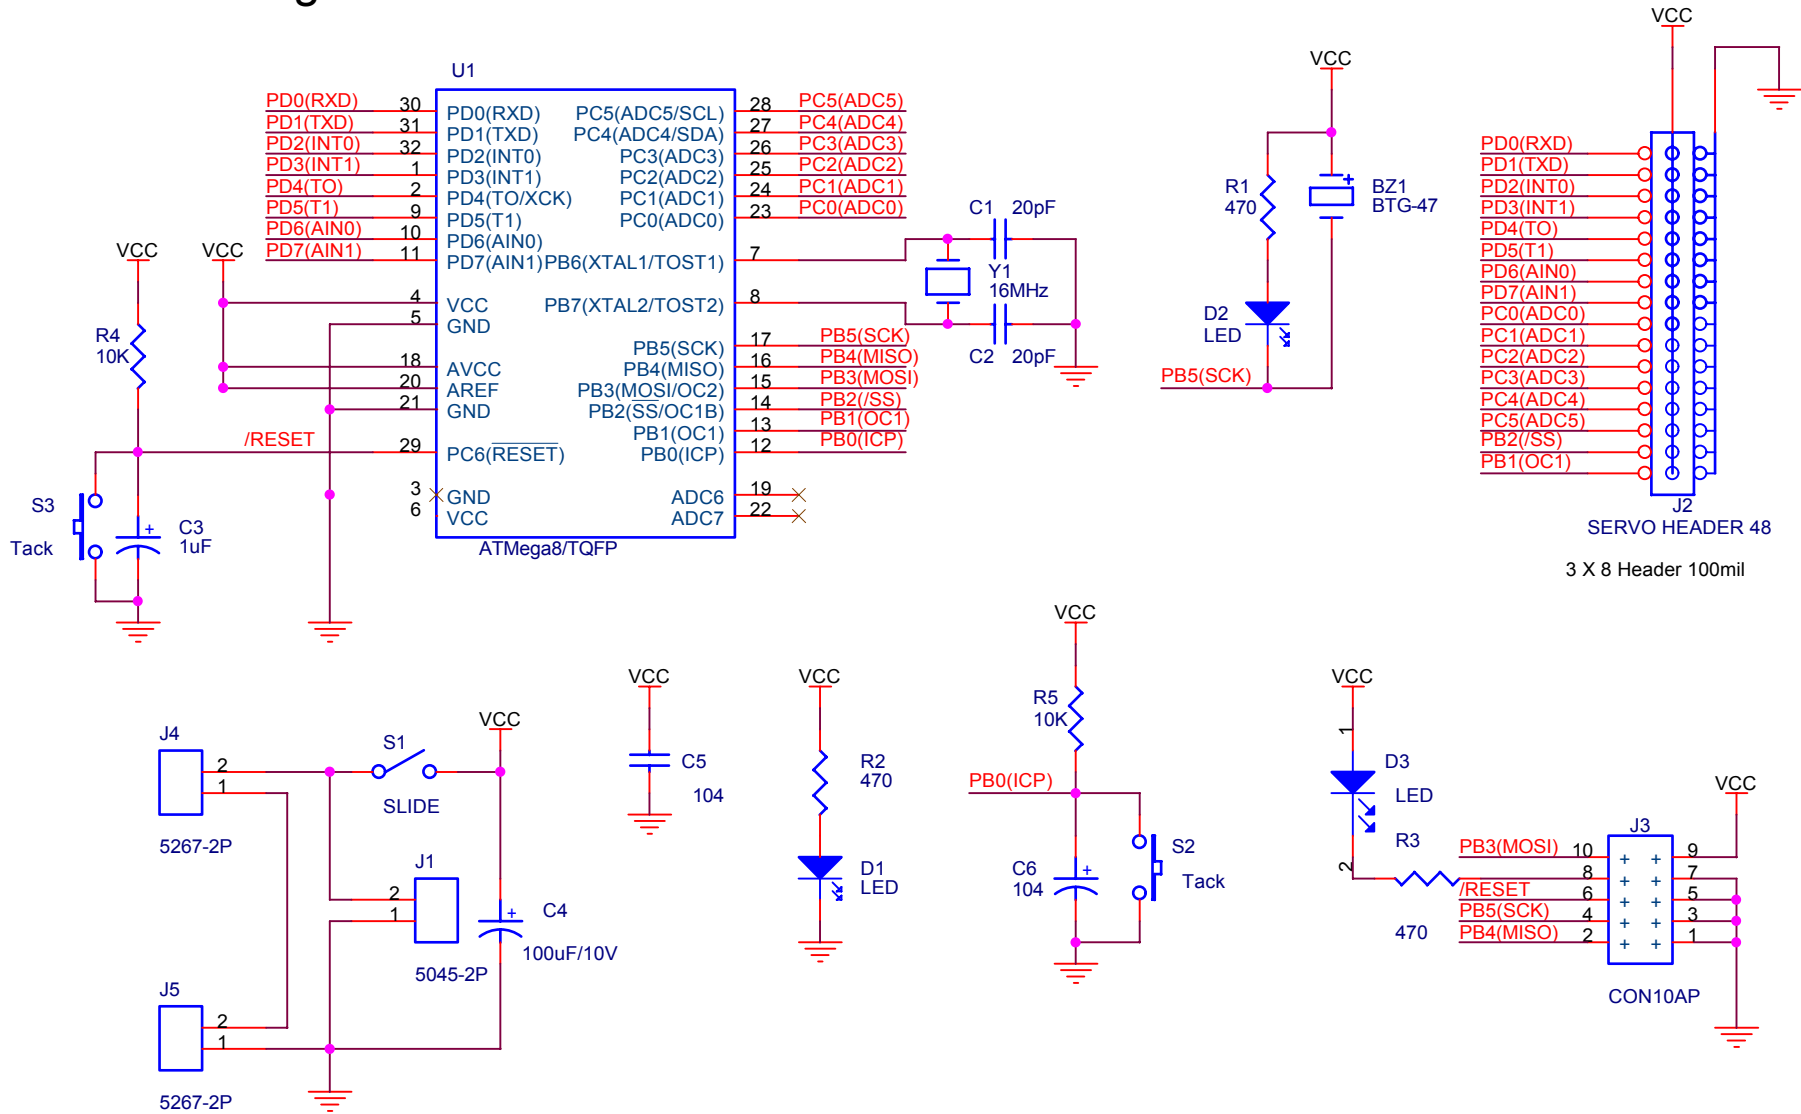 U1
PD0(RXD) 30 PD0(RXD) PC5(ADC5/SCL) 28 PC5(ADC5)
PD1(TXD) 31 PD1(TXD) PC4(ADC4/SDA) 27 PC4(ADC4)
PD2(INT0) 32 PD2(INT0) PC3(ADC3) 26 PC3(ADC3)
PD3(INT1) 1 PD3(INT1) PC2(ADC2) 25 PC2(ADC2)
PD4(TO) 2 PD4(TO/XCK) PC1(ADC1) 24 PC1(ADC1)
PD5(T1) 9 PD5(T1) PC0(ADC0) 23 PC0(ADC0)
PD6(AIN0) 10 PD6(AIN0)
PD7(AIN1) 11 PD7(AIN1) PB6(XTAL1/TOST1) 7
4 VCC PB7(XTAL2/TOST2) 8
5 GND
PB5(SCK) 17 PB5(SCK)
18 AVCC PB4(MISO) 16 PB4(MISO)
20 AREF PB3(MOSI/OC2) 15 PB3(MOSI)
21 GND PB2(SS/OC1B) 14 PB2(/SS)
PB1(OC1) 13 PB1(OC1)
/RESET 29 PC6(RESET) PB0(ICP) 12 PB0(ICP)
3 GND ADC6 19
6 VCC ADC7 22
ATMega8/TQFP
VCC
VCC
R4
10K
S3
Tack
C3
1uF
C1 20pF
Y1
16MHz
C2 20pF
VCC
R1
470
BZ1
BTG-47
D2
LED
PB5(SCK)
VCC
PD0(RXD)
PD1(TXD)
PD2(INT0)
PD3(INT1)
PD4(TO)
PD5(T1)
PD6(AIN0)
PD7(AIN1)
PC0(ADC0)
PC1(ADC1)
PC2(ADC2)
PC3(ADC3)
PC4(ADC4)
PC5(ADC5)
PB2(/SS)
PB1(OC1)
J2
SERVO HEADER 48
3 X 8 Header 100mil
J4
2
1
5267-2P
S1
SLIDE
VCC
J1
2
1
5045-2P
C4
100uF/10V
J5
2
1
5267-2P
VCC
C5
104
VCC
R2
470
D1
LED
VCC
R5
10K
PB0(ICP)
C6
104
S2
Tack
VCC
1
D3
LED
2
R3
470
VCC
J3
PB3(MOSI) 10 9
8 7
/RESET 6 5
PB5(SCK) 4 3
PB4(MISO) 2 1
CON10AP